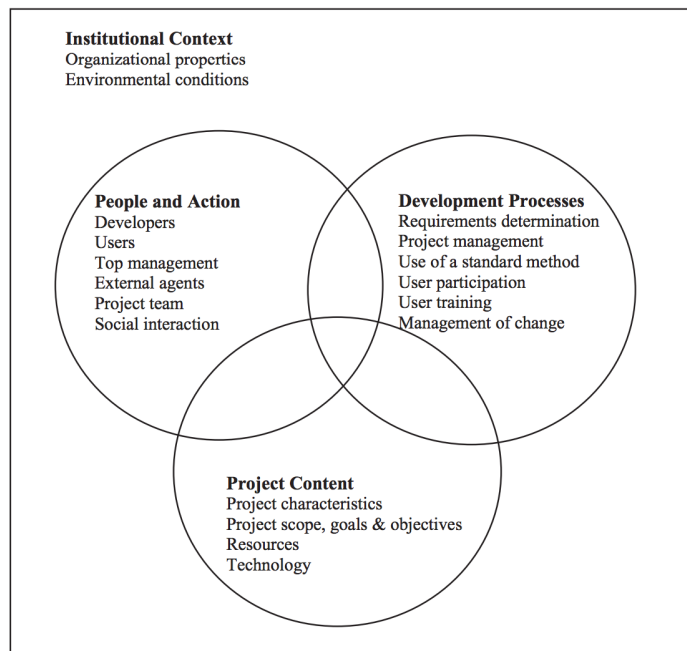 Institutional Context
Organizational properties
Environmental conditions
People and Action
Developers
Users
Top management
External agents
Project team
Social interaction
Development Processes
Requirements determination
Project management
Use of a standard method
User participation
User training
Management of change
Project Content
Project characteristics
Project scope, goals & objectives
Resources
Technology